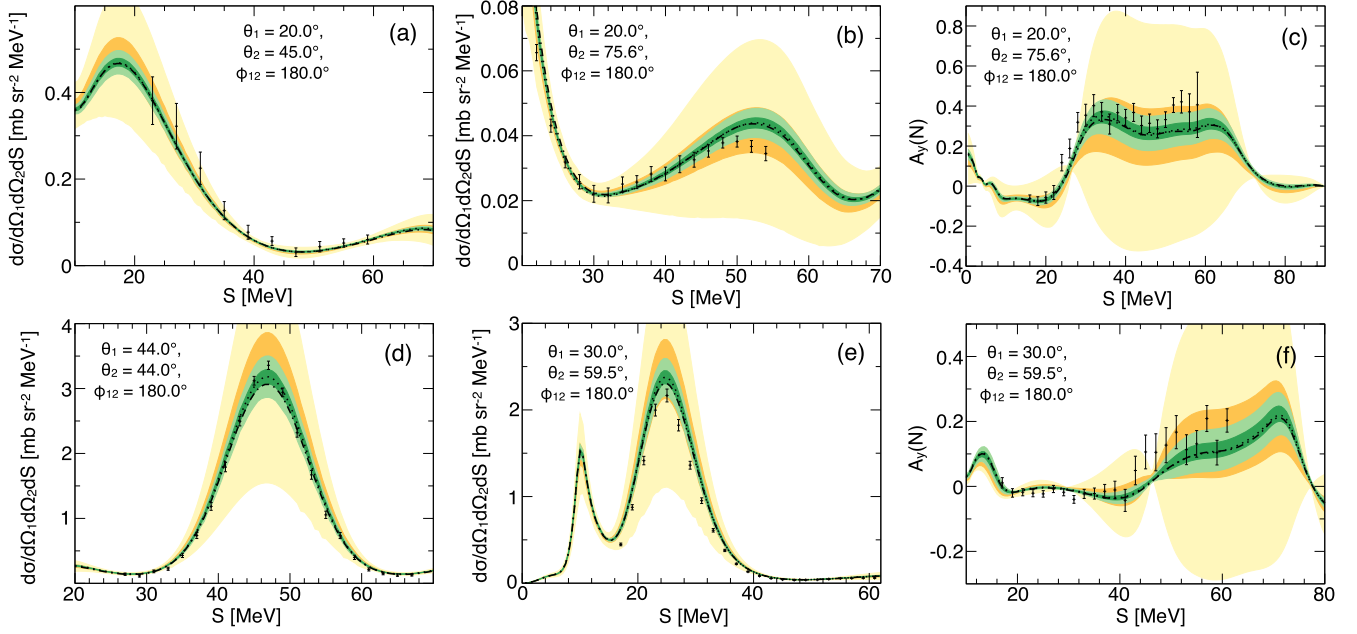 (a)
θ₁ = 20.0°,
θ₂ = 45.0°,
ϕ₁₂ = 180.0°
dσ/dΩ₁dΩ₂dS [mb sr⁻² MeV⁻¹]
0.4
0.2
0
10 20 30 40 50 60
S [MeV]
(b)
θ₁ = 20.0°,
θ₂ = 75.6°,
ϕ₁₂ = 180.0°
dσ/dΩ₁dΩ₂dS [mb sr⁻² MeV⁻¹]
0.08
0.06
0.04
0.02
0
20 30 40 50 60 70
S [MeV]
(c)
θ₁ = 20.0°,
θ₂ = 75.6°,
ϕ₁₂ = 180.0°
Ay(N)
0.8
0.6
0.4
0.2
0
-0.2
-0.4
0 20 40 60 80
S [MeV]
(d)
θ₁ = 44.0°,
θ₂ = 44.0°,
ϕ₁₂ = 180.0°
dσ/dΩ₁dΩ₂dS [mb sr⁻² MeV⁻¹]
4
3
2
1
20 30 40 50 60
S [MeV]
(e)
θ₁ = 30.0°,
θ₂ = 59.5°,
ϕ₁₂ = 180.0°
dσ/dΩ₁dΩ₂dS [mb sr⁻² MeV⁻¹]
3
2
1
0
0 20 40 60
S [MeV]
(f)
θ₁ = 30.0°,
θ₂ = 59.5°,
ϕ₁₂ = 180.0°
Ay(N)
0.4
0.2
0
-0.2
20 40 60 80
S [MeV]